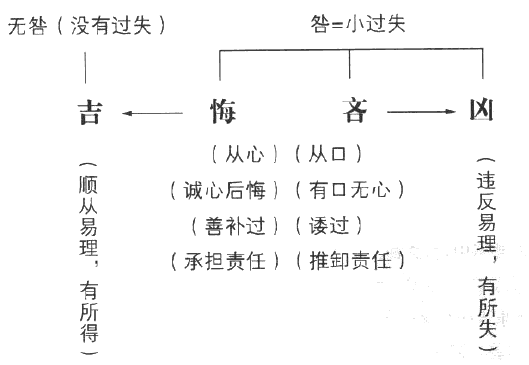 无咎（没有过失）
咎=小过失
吉 悔 吝 凶
（从心）（从口）
（诚心后悔）（有口无心）
（善补过）（诿过）
（承担责任）（推卸责任）
（顺从易理，有所得）
（违反易理，有所失）